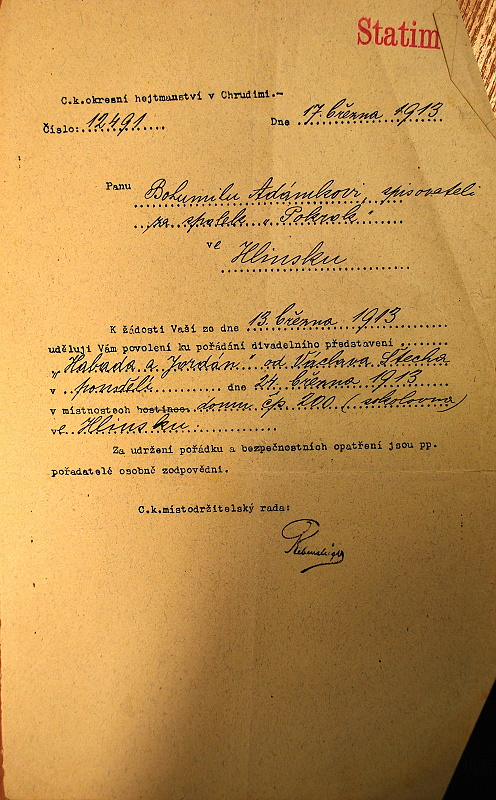 Statim
C.k.okresní hejtmanství v Chrudimi.-
Číslo: 12491 Dne 17. března 1913
Panu Bohumilu Adámkovi, spisovateli
za spolek „Pokrok"
ve
Hlinsku
K žádosti Vaší ze dne 13. března 1913
uděluji Vám povolení ku pořádání divadelního představení
„Habada a Jordán" od Václava Štecha
v pondělí dne 24. března 1913
v místnostech hostince domu čp. 200 (sokolovna)
ve Hlinsku
Za udržení pořádku a bezpečnostních opatření jsou pp.
pořadatelé osobně zodpovědni.
C.k.místodržitelský rada: